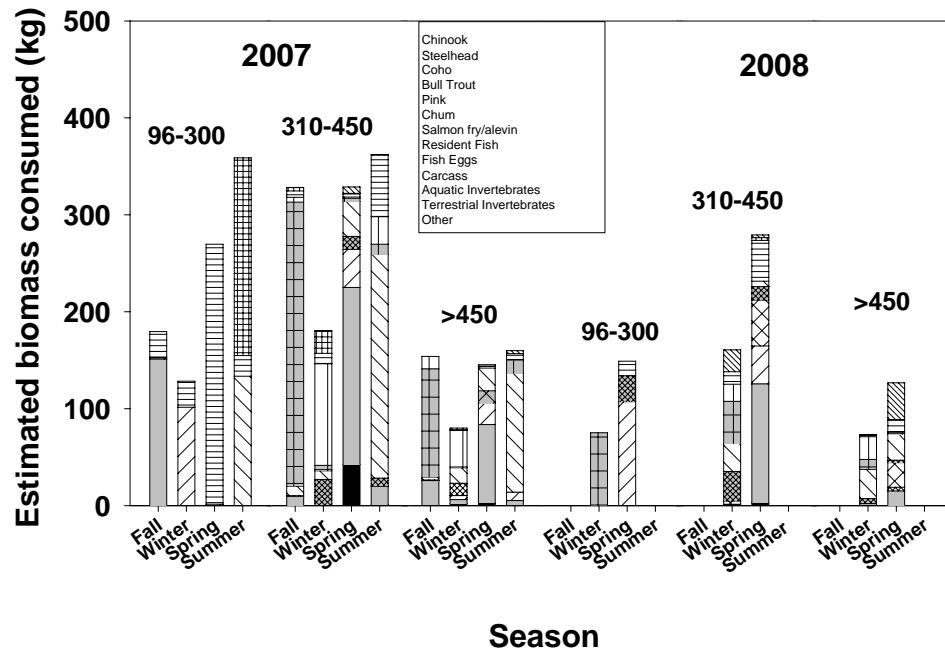 Estimated biomass consumed (kg)
500
400
300
200
100
0
2007
2008
Chinook
Steelhead
Coho
Bull Trout
Pink
Chum
Salmon fry/alevin
Resident Fish
Fish Eggs
Carcass
Aquatic Invertebrates
Terrestrial Invertebrates
Other
96-300
310-450
>450
96-300
310-450
>450
Fall
Winter
Spring
Summer
Fall
Winter
Spring
Summer
Fall
Winter
Spring
Summer
Fall
Winter
Spring
Summer
Fall
Winter
Spring
Summer
Fall
Winter
Spring
Summer
Season